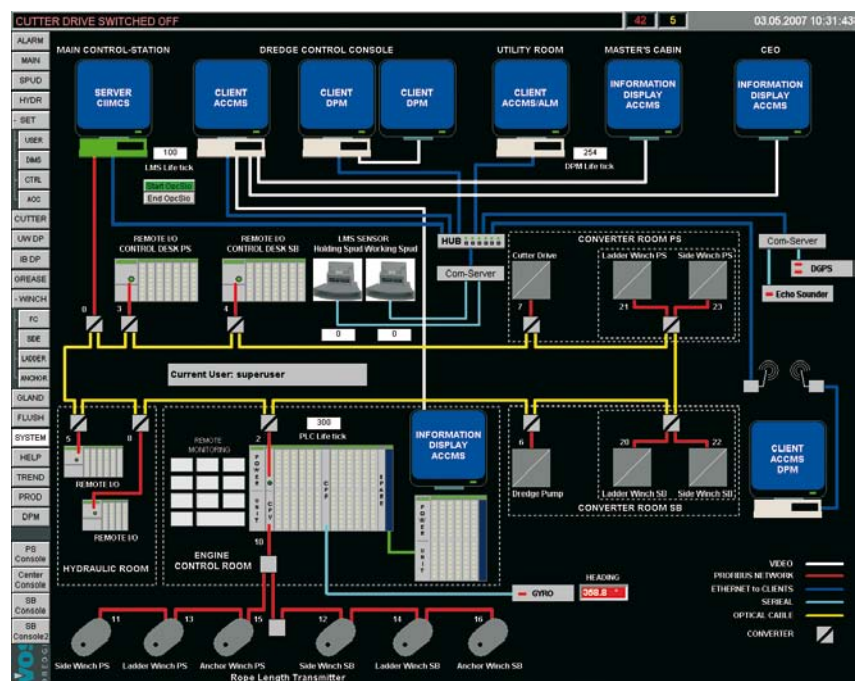 CUTTER DRIVE SWITCHED OFF
42
5
03.05.2007 10:31:43
ALARM
MAIN
SPUD
HYDR
- SET
USER
DIMS
CTRL
ACC
CUTTER
UW DP
IB DP
GREASE
- WINCH
FC
SIDE
LADDER
ANCHOR
GLAND
FLUSH
SYSTEM
HELP
TREND
PROD
DPM
PS
Console
Center
Console
SB
Console
SB
Console2
VOS
MAIN CONTROL-STATION
DREDGE CONTROL CONSOLE
UTILITY ROOM
MASTER'S CABIN
CEO
SERVER
CIIMCS
CLIENT
ACCMS
CLIENT
DPM
CLIENT
DPM
CLIENT
ACCMS/ALM
INFORMATION
DISPLAY
ACCMS
INFORMATION
DISPLAY
ACCMS
100
LMS Life tick
254
DPM Life tick
Start OpcSio
End OpcSio
REMOTE I/O
CONTROL DESK PS
REMOTE I/O
CONTROL DESK SB
LMS SENSOR
Holding Spud Working Spud
HUB
Com-Server
CONVERTER ROOM PS
Cutter Drive
Ladder Winch PS
Side Winch PS
Com-Server
DGPS
Echo Sounder
0
3
4
0
0
7
21
23
Current User: superuser
5
8
2
300
PLC Life tick
REMOTE
MONITORING
REMOTE I/O
REMOTE I/O
POWER UNIT
CPU
CPF
SPARE
INFORMATION
DISPLAY
ACCMS
POWER UNIT
10
HYDRAULIC ROOM
ENGINE
CONTROL ROOM
6
20
22
Dredge Pump
Ladder Winch SB
Side Winch SB
CONVERTER ROOM SB
CLIENT
ACCMS
DPM
GYRO
HEADING
358.8 °
VIDEO
PROFIBUS NETWORK
ETHERNET to CLIENTS
SERIEAL
OPTICAL CABLE
CONVERTER
11
13
15
12
14
16
Side Winch PS
Ladder Winch PS
Anchor Winch PS
Side Winch SB
Ladder Winch SB
Anchor Winch SB
Rope Length Transmitter